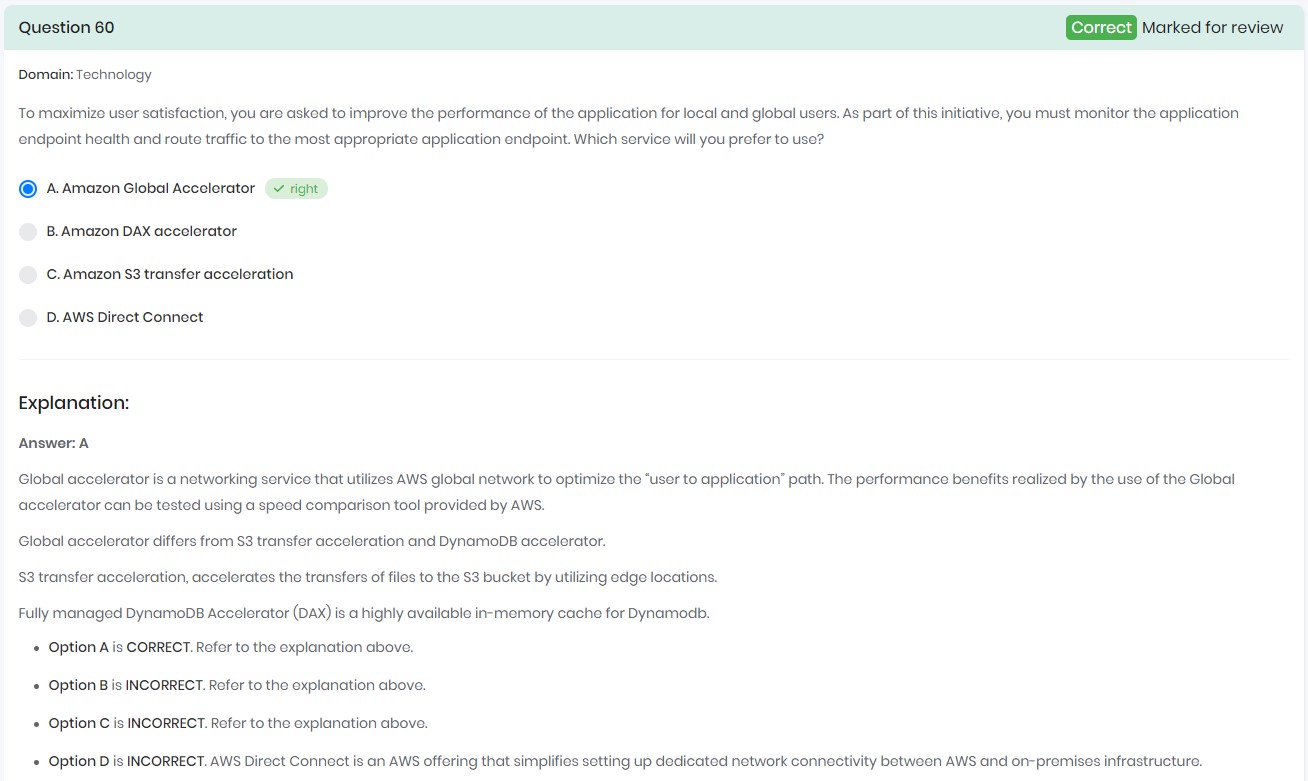 Question 60
Correct Marked for review
Domain: Technology
To maximize user satisfaction, you are asked to improve the performance of the application for local and global users. As part of this initiative, you must monitor the application
endpoint health and route traffic to the most appropriate application endpoint. Which service will you prefer to use?
A. Amazon Global Accelerator ✓ right
B. Amazon DAX accelerator
C. Amazon S3 transfer acceleration
D. AWS Direct Connect
Explanation:
Answer: A
Global accelerator is a networking service that utilizes AWS global network to optimize the “user to application” path. The performance benefits realized by the use of the Global
accelerator can be tested using a speed comparison tool provided by AWS.
Global accelerator differs from S3 transfer acceleration and DynamoDB accelerator.
S3 transfer acceleration, accelerates the transfers of files to the S3 bucket by utilizing edge locations.
Fully managed DynamoDB Accelerator (DAX) is a highly available in-memory cache for Dynamodb.
• Option A is CORRECT. Refer to the explanation above.
• Option B is INCORRECT. Refer to the explanation above.
• Option C is INCORRECT. Refer to the explanation above.
• Option D is INCORRECT. AWS Direct Connect is an AWS offering that simplifies setting up dedicated network connectivity between AWS and on-premises infrastructure.